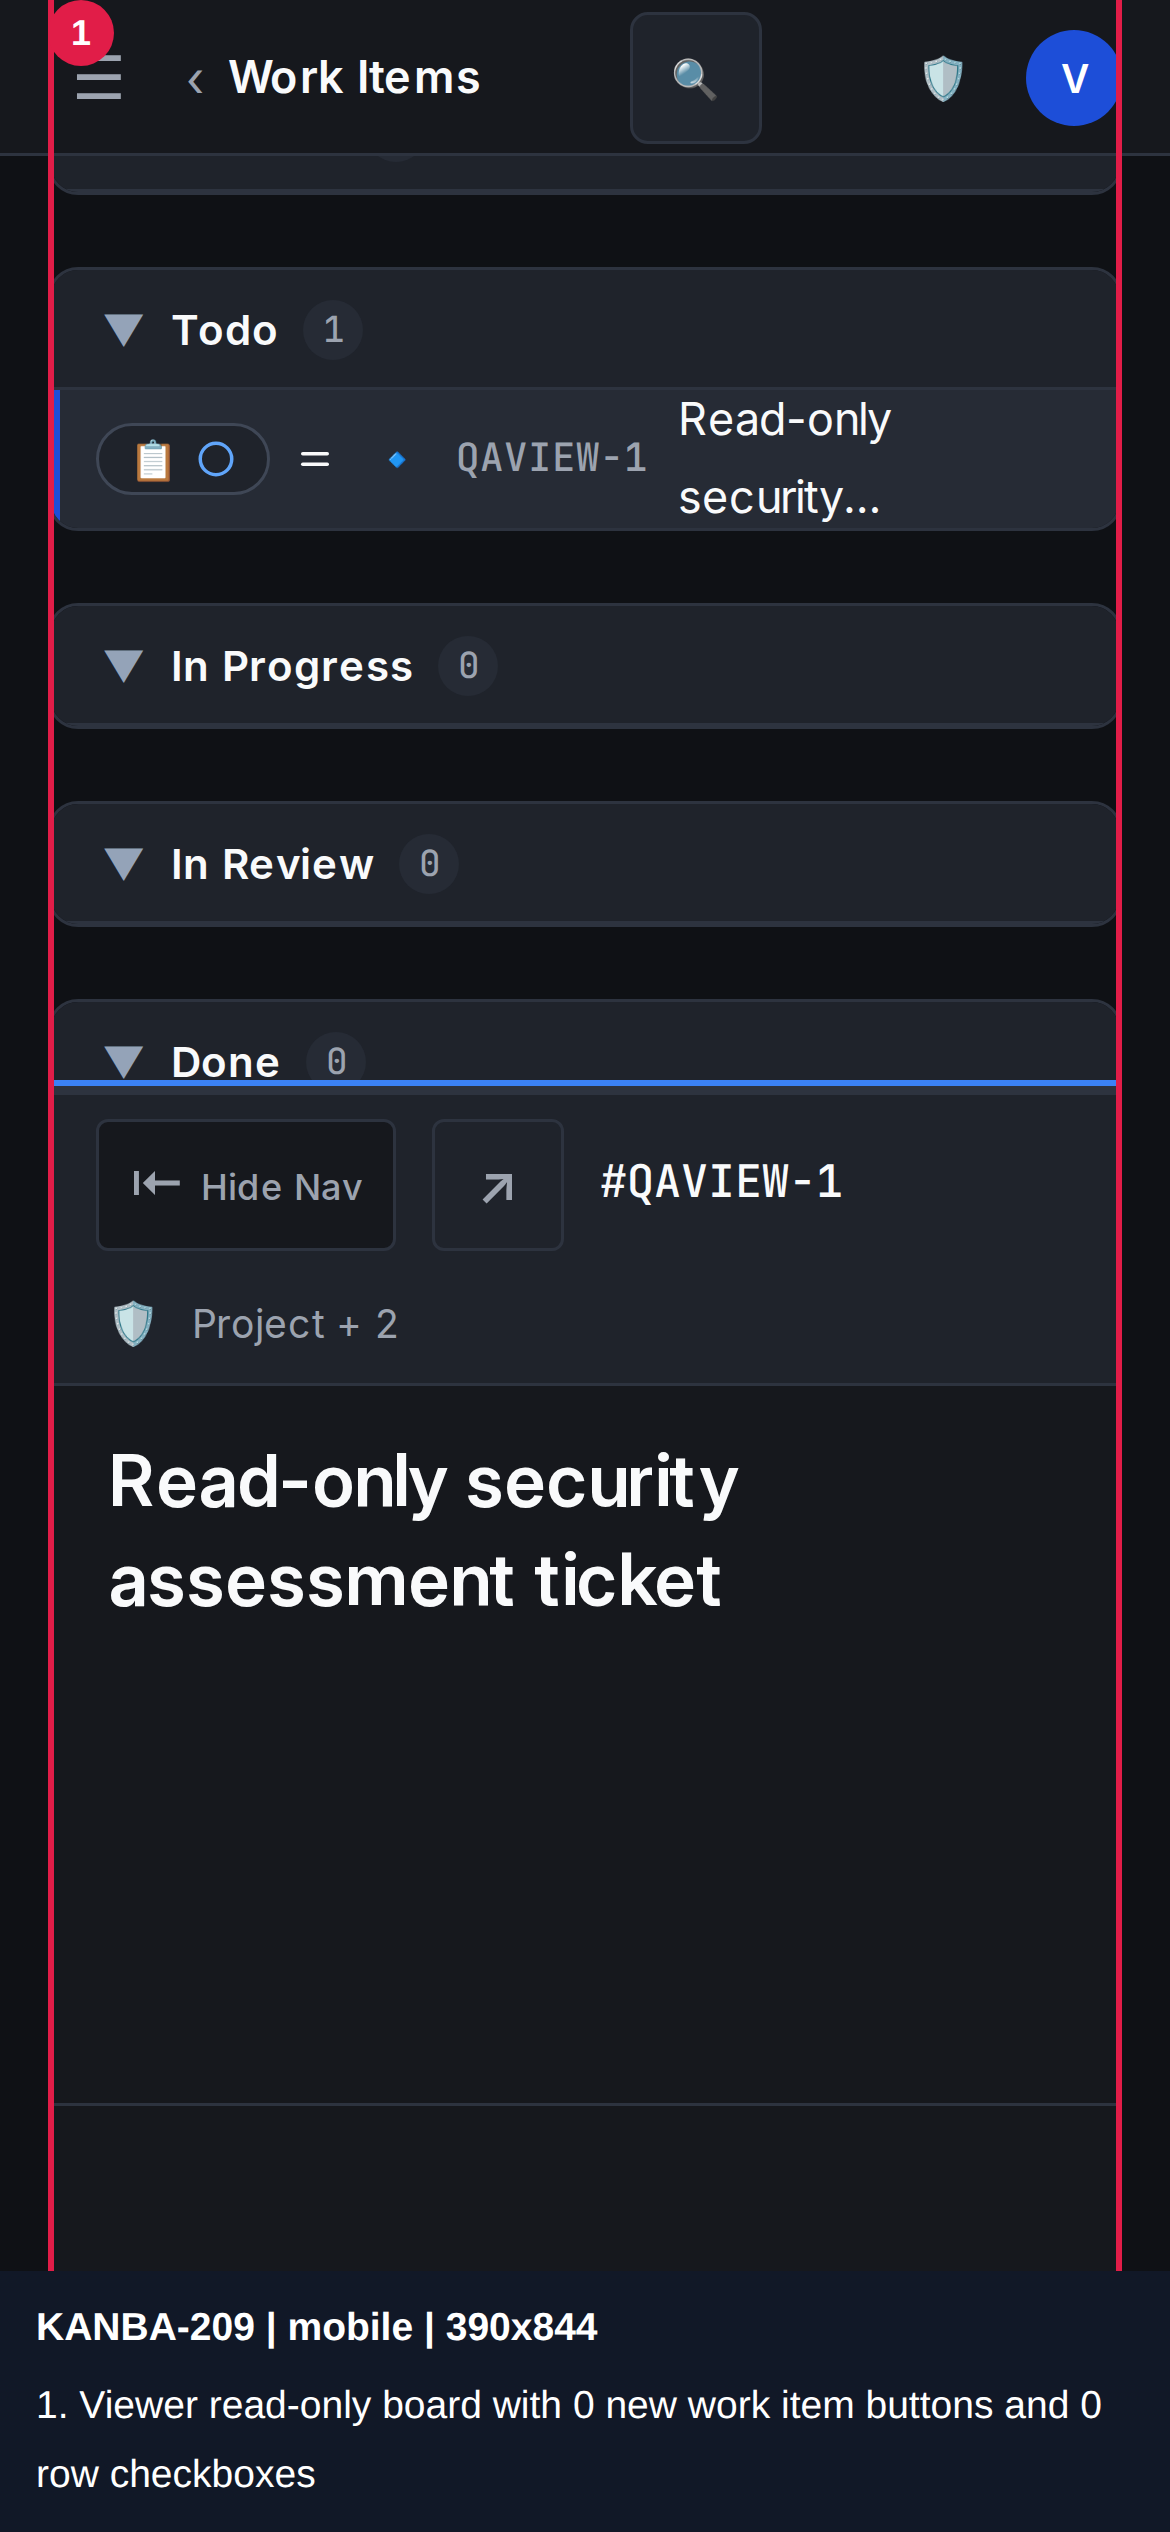 1
‹ Work Items
V
Todo 1
QAVIEW-1
Read-only
security...
In Progress 0
In Review 0
Done 0
Hide Nav
#QAVIEW-1
Project + 2
Read-only security
assessment ticket
KANBA-209 | mobile | 390x844
1. Viewer read-only board with 0 new work item buttons and 0
row checkboxes